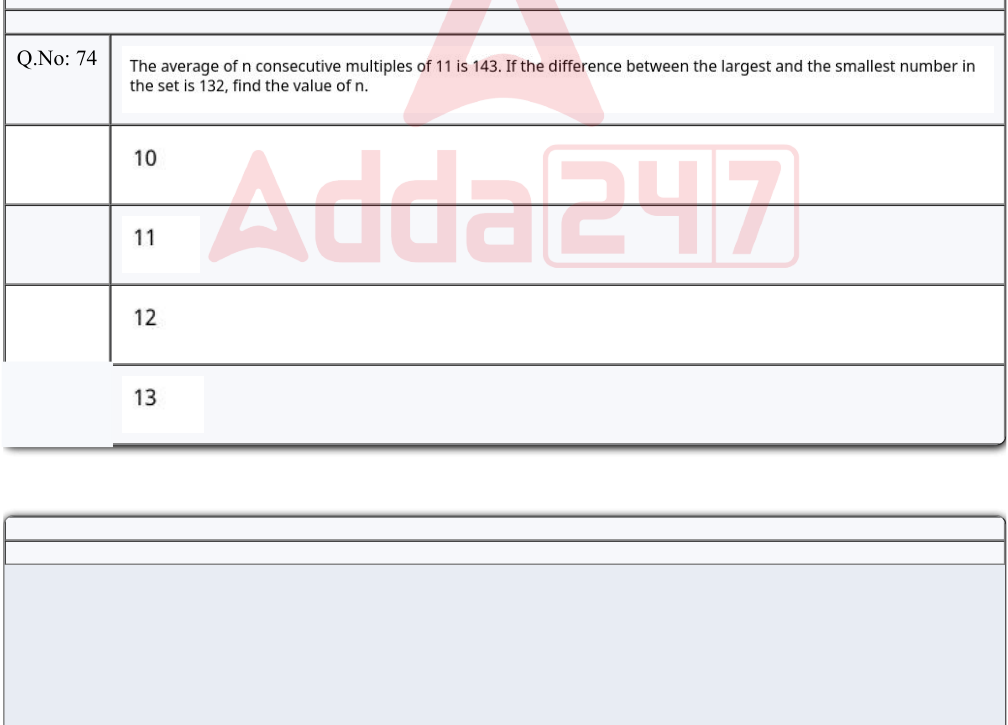 Q.No: 74
The average of n consecutive multiples of 11 is 143. If the difference between the largest and the smallest number in
the set is 132, find the value of n.
10
Adda247
11
12
13